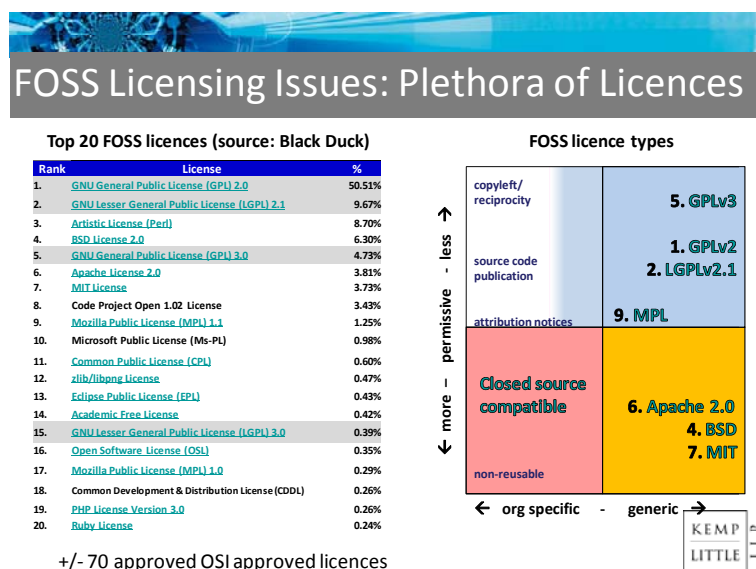 FOSS Licensing Issues: Plethora of Licences
Top 20 FOSS licences (source: Black Duck)
Rank License %
1. GNU General Public License (GPL) 2.0 50.51%
2. GNU Lesser General Public License (LGPL) 2.1 9.67%
3. Artistic License (Perl) 8.70%
4. BSD License 2.0 6.30%
5. GNU General Public License (GPL) 3.0 4.73%
6. Apache License 2.0 3.81%
7. MIT License 3.73%
8. Code Project Open 1.02 License 3.43%
9. Mozilla Public License (MPL) 1.1 1.25%
10. Microsoft Public License (Ms-PL) 0.98%
11. Common Public License (CPL) 0.60%
12. zlib/libpng License 0.47%
13. Eclipse Public License (EPL) 0.43%
14. Academic Free License 0.42%
15. GNU Lesser General Public License (LGPL) 3.0 0.39%
16. Open Software License (OSL) 0.35%
17. Mozilla Public License (MPL) 1.0 0.29%
18. Common Development & Distribution License (CDDL) 0.26%
19. PHP License Version 3.0 0.26%
20. Ruby License 0.24%
+/- 70 approved OSI approved licences
FOSS licence types
← more – permissive - less →
copyleft/
reciprocity
5. GPLv3
1. GPLv2
source code
publication
2. LGPLv2.1
9. MPL
attribution notices
Closed source
compatible
6. Apache 2.0
4. BSD
7. MIT
non-reusable
← org specific - generic →
KEMP
LITTLE